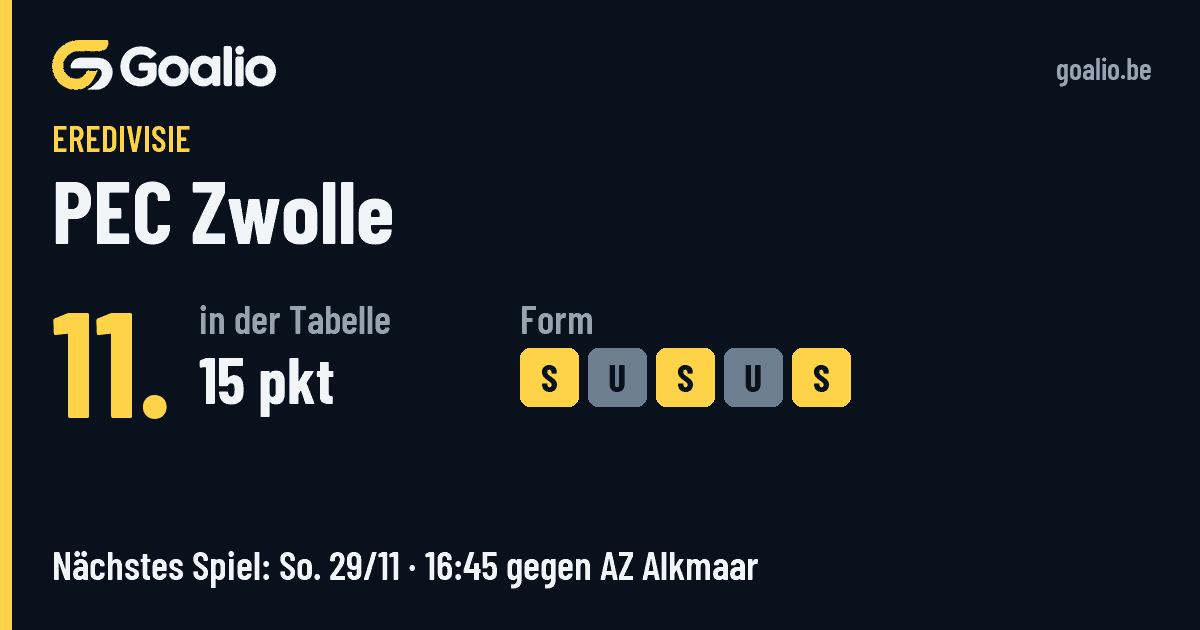 Goalio
goalio.be
EREDIVISIE
PEC Zwolle
11.
in der Tabelle
15 pkt
Form
S U S U S
Nächstes Spiel: So. 29/11 · 16:45 gegen AZ Alkmaar